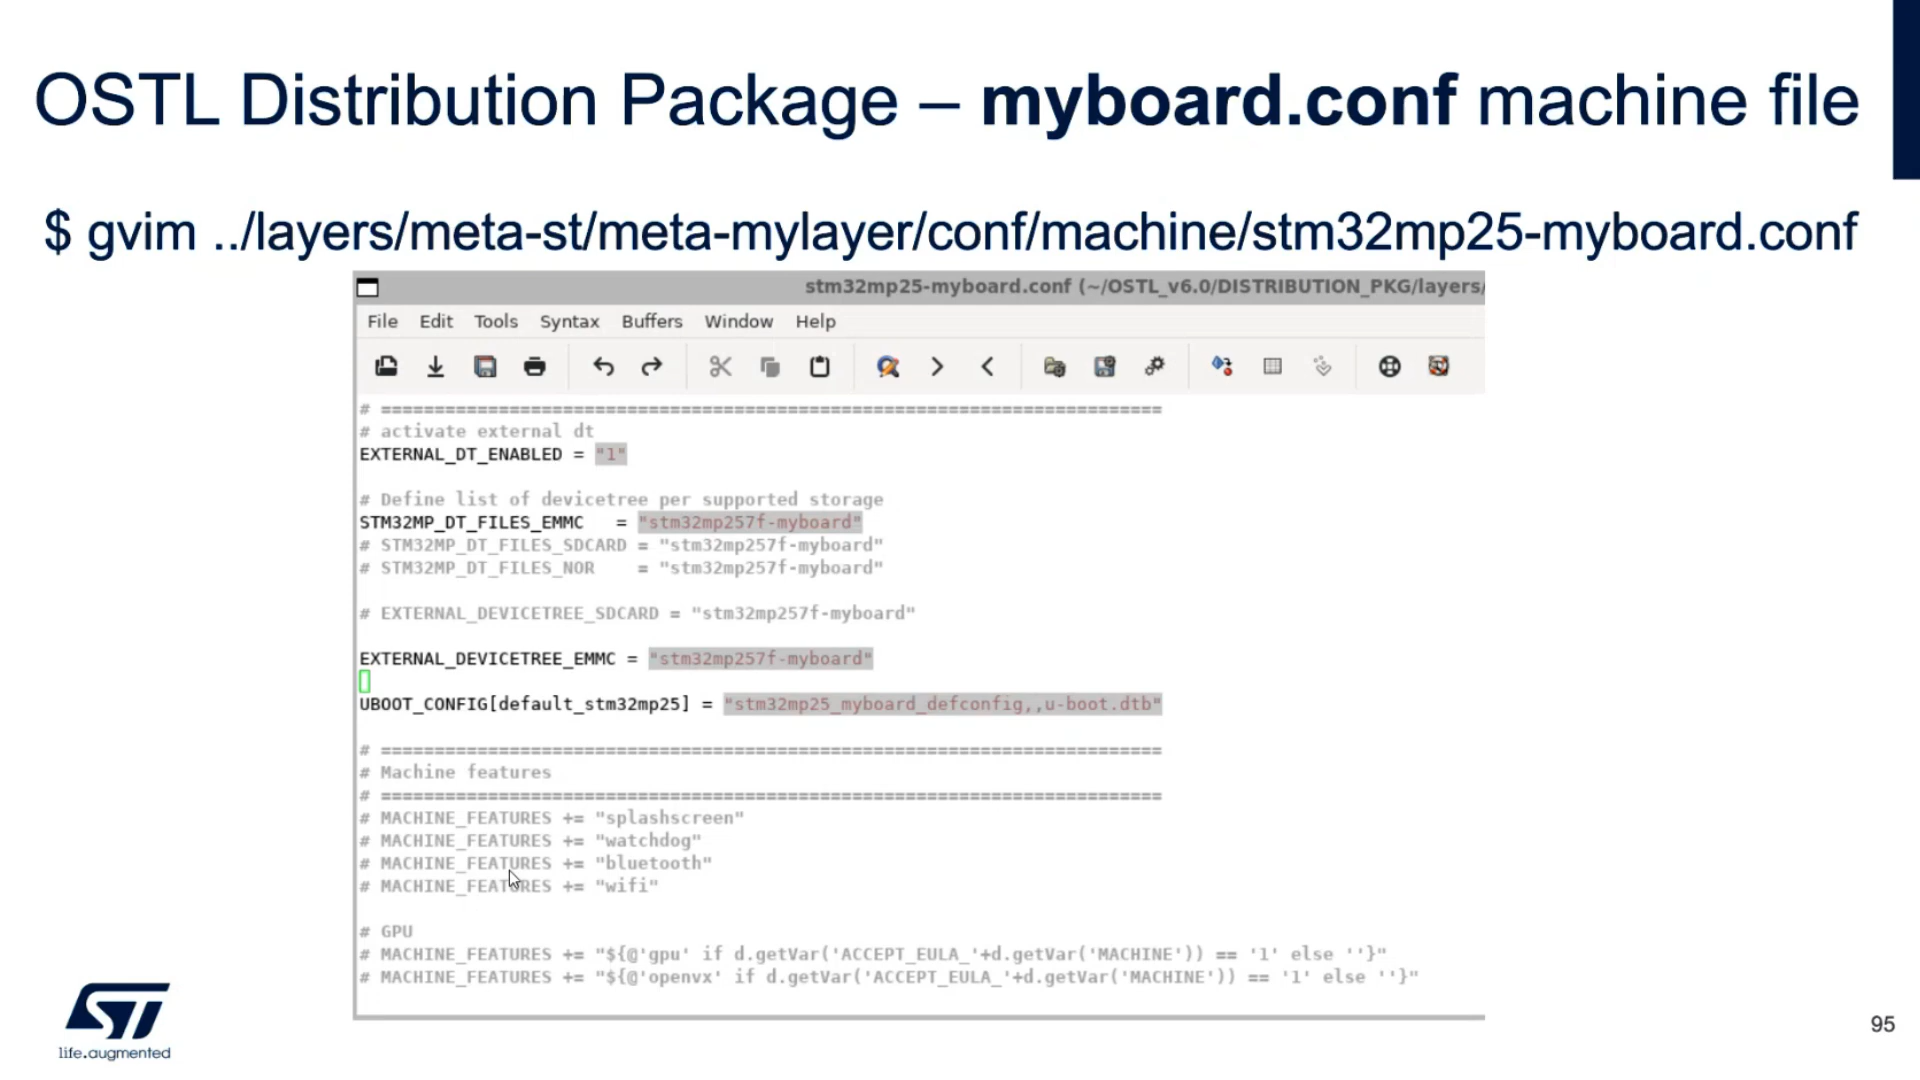 OSTL Distribution Package – myboard.conf machine file
$ gvim ../layers/meta-st/meta-mylayer/conf/machine/stm32mp25-myboard.conf
stm32mp25-myboard.conf (~/OSTL_v6.0/DISTRIBUTION_PKG/layers/
File Edit Tools Syntax Buffers Window Help
# =========================================================================
# activate external dt
EXTERNAL_DT_ENABLED = "1"
# Define list of devicetree per supported storage
STM32MP_DT_FILES_EMMC   = "stm32mp257f-myboard"
# STM32MP_DT_FILES_SDCARD = "stm32mp257f-myboard"
# STM32MP_DT_FILES_NOR    = "stm32mp257f-myboard"
# EXTERNAL_DEVICETREE_SDCARD = "stm32mp257f-myboard"
EXTERNAL_DEVICETREE_EMMC = "stm32mp257f-myboard"
UBOOT_CONFIG[default_stm32mp25] = "stm32mp25_myboard_defconfig,,u-boot.dtb"
# =========================================================================
# Machine features
# =========================================================================
# MACHINE_FEATURES += "splashscreen"
# MACHINE_FEATURES += "watchdog"
# MACHINE_FEATURES += "bluetooth"
# MACHINE_FEATURES += "wifi"
# GPU
# MACHINE_FEATURES += "${@'gpu' if d.getVar('ACCEPT_EULA_'+d.getVar('MACHINE')) == '1' else ''}"
# MACHINE_FEATURES += "${@'openvx' if d.getVar('ACCEPT_EULA_'+d.getVar('MACHINE')) == '1' else ''}"
ST
life.augmented
95